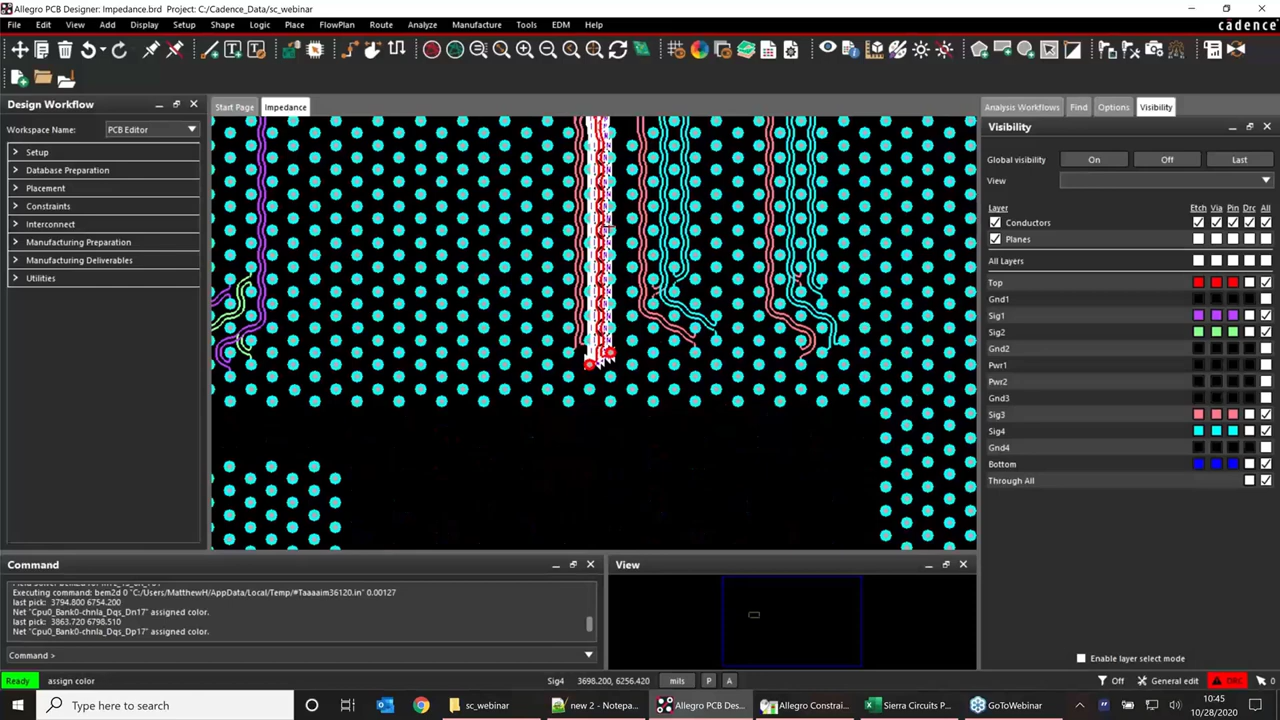 Allegro PCB Designer: Impedance.brd Project: C:/Cadence_Data/sc_webinar
File Edit View Add Display Setup Shape Logic Place FlowPlan Route Analyze Manufacture Tools EDM Help
cādence
Design Workflow
Workspace Name: PCB Editor
Setup
Database Preparation
Placement
Constraints
Interconnect
Manufacturing Preparation
Manufacturing Deliverables
Utilities
Start Page Impedance
Analysis Workflows Find Options Visibility
Visibility
Global visibility On Off Last
View
Layer Etch Via Pin Drc All
Conductors
Planes
All Layers
Top
Gnd1
Sig1
Sig2
Gnd2
Pwr1
Pwr2
Gnd3
Sig3
Sig4
Gnd4
Bottom
Through All
Enable layer select mode
Command
Executing command: bem2d 0 "C:/Users/MatthewH/AppData/Local/Temp/#Taaaaim36120.in" 0.00127
last pick: 3794.800 6754.200
Net "Cpu0_Bank0-chnla_Dqs_Dn17" assigned color.
last pick: 3863.720 6798.510
Net "Cpu0_Bank0-chnla_Dqs_Dp17" assigned color.
Command >
View
Ready assign color Sig4 3698.200, 6256.420 mils P A Off General edit DRC 0
Type here to search
sc_webinar
new 2 - Notepa...
Allegro PCB Des...
Allegro Constrai...
Sierra Circuits P...
GoToWebinar
10:45
10/28/2020